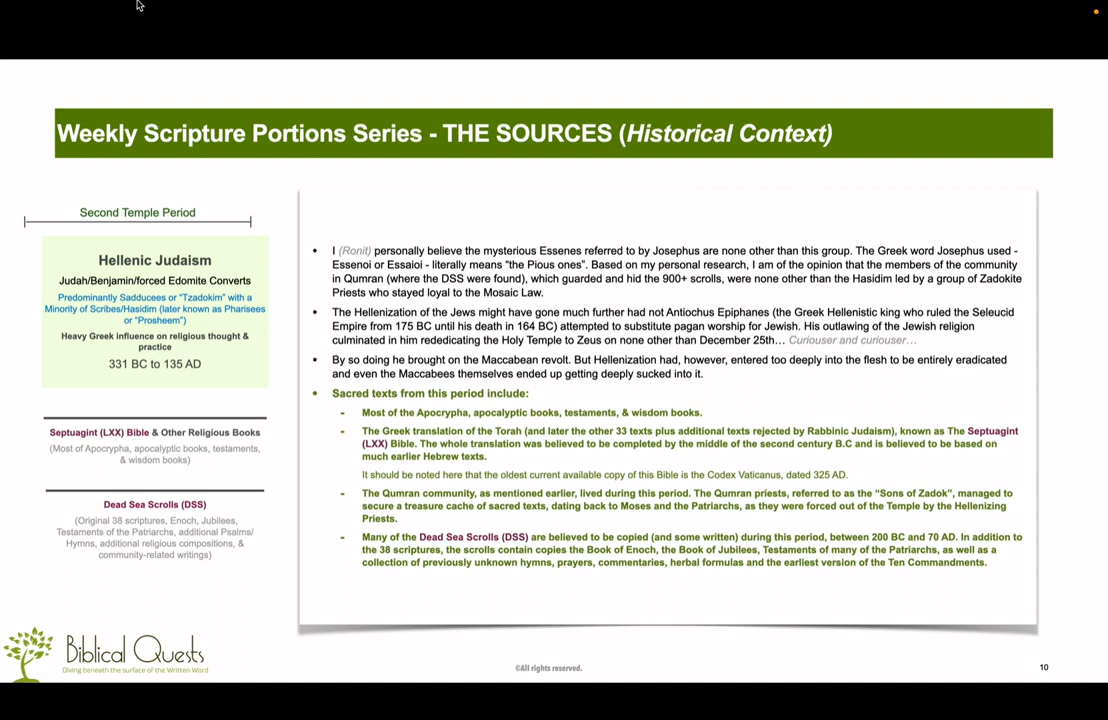 Weekly Scripture Portions Series - THE SOURCES (Historical Context)
Second Temple Period
Hellenic Judaism
Judah/Benjamin/forced Edomite Converts
Predominantly Sadducees or "Tzadokim" with a
Minority of Scribes/Hasidim (later known as Pharisees
or "Prosheem")
Heavy Greek influence on religious thought &
practice
331 BC to 135 AD
Septuagint (LXX) Bible & Other Religious Books
(Most of Apocrypha, apocalyptic books, testaments,
& wisdom books)
Dead Sea Scrolls (DSS)
(Original 38 scriptures, Enoch, Jubilees,
Testaments of the Patriarchs, additional Psalms/
Hymns, additional religious compositions, &
community-related writings)
• I (Ronit) personally believe the mysterious Essenes referred to by Josephus are none other than this group. The Greek word Josephus used -
Essenoi or Essaioi - literally means "the Pious ones". Based on my personal research, I am of the opinion that the members of the community
in Qumran (where the DSS were found), which guarded and hid the 900+ scrolls, were none other than the Hasidim led by a group of Zadokite
Priests who stayed loyal to the Mosaic Law.
• The Hellenization of the Jews might have gone much further had not Antiochus Epiphanes (the Greek Hellenistic king who ruled the Seleucid
Empire from 175 BC until his death in 164 BC) attempted to substitute pagan worship for Jewish. His outlawing of the Jewish religion
culminated in him rededicating the Holy Temple to Zeus on none other than December 25th… Curiouser and curiouser…
• By so doing he brought on the Maccabean revolt. But Hellenization had, however, entered too deeply into the flesh to be entirely eradicated
and even the Maccabees themselves ended up getting deeply sucked into it.
• Sacred texts from this period include:
- Most of the Apocrypha, apocalyptic books, testaments, & wisdom books.
- The Greek translation of the Torah (and later the other 33 texts plus additional texts rejected by Rabbinic Judaism), known as The Septuagint
(LXX) Bible. The whole translation was believed to be completed by the middle of the second century B.C and is believed to be based on
much earlier Hebrew texts.
It should be noted here that the oldest current available copy of this Bible is the Codex Vaticanus, dated 325 AD.
- The Qumran community, as mentioned earlier, lived during this period. The Qumran priests, referred to as the "Sons of Zadok", managed to
secure a treasure cache of sacred texts, dating back to Moses and the Patriarchs, as they were forced out of the Temple by the Hellenizing
Priests.
- Many of the Dead Sea Scrolls (DSS) are believed to be copied (and some written) during this period, between 200 BC and 70 AD. In addition to
the 38 scriptures, the scrolls contain copies the Book of Enoch, the Book of Jubilees, Testaments of many of the Patriarchs, as well as a
collection of previously unknown hymns, prayers, commentaries, herbal formulas and the earliest version of the Ten Commandments.
Biblical Quests
Diving beneath the surface of the Written Word
©All rights reserved.
10